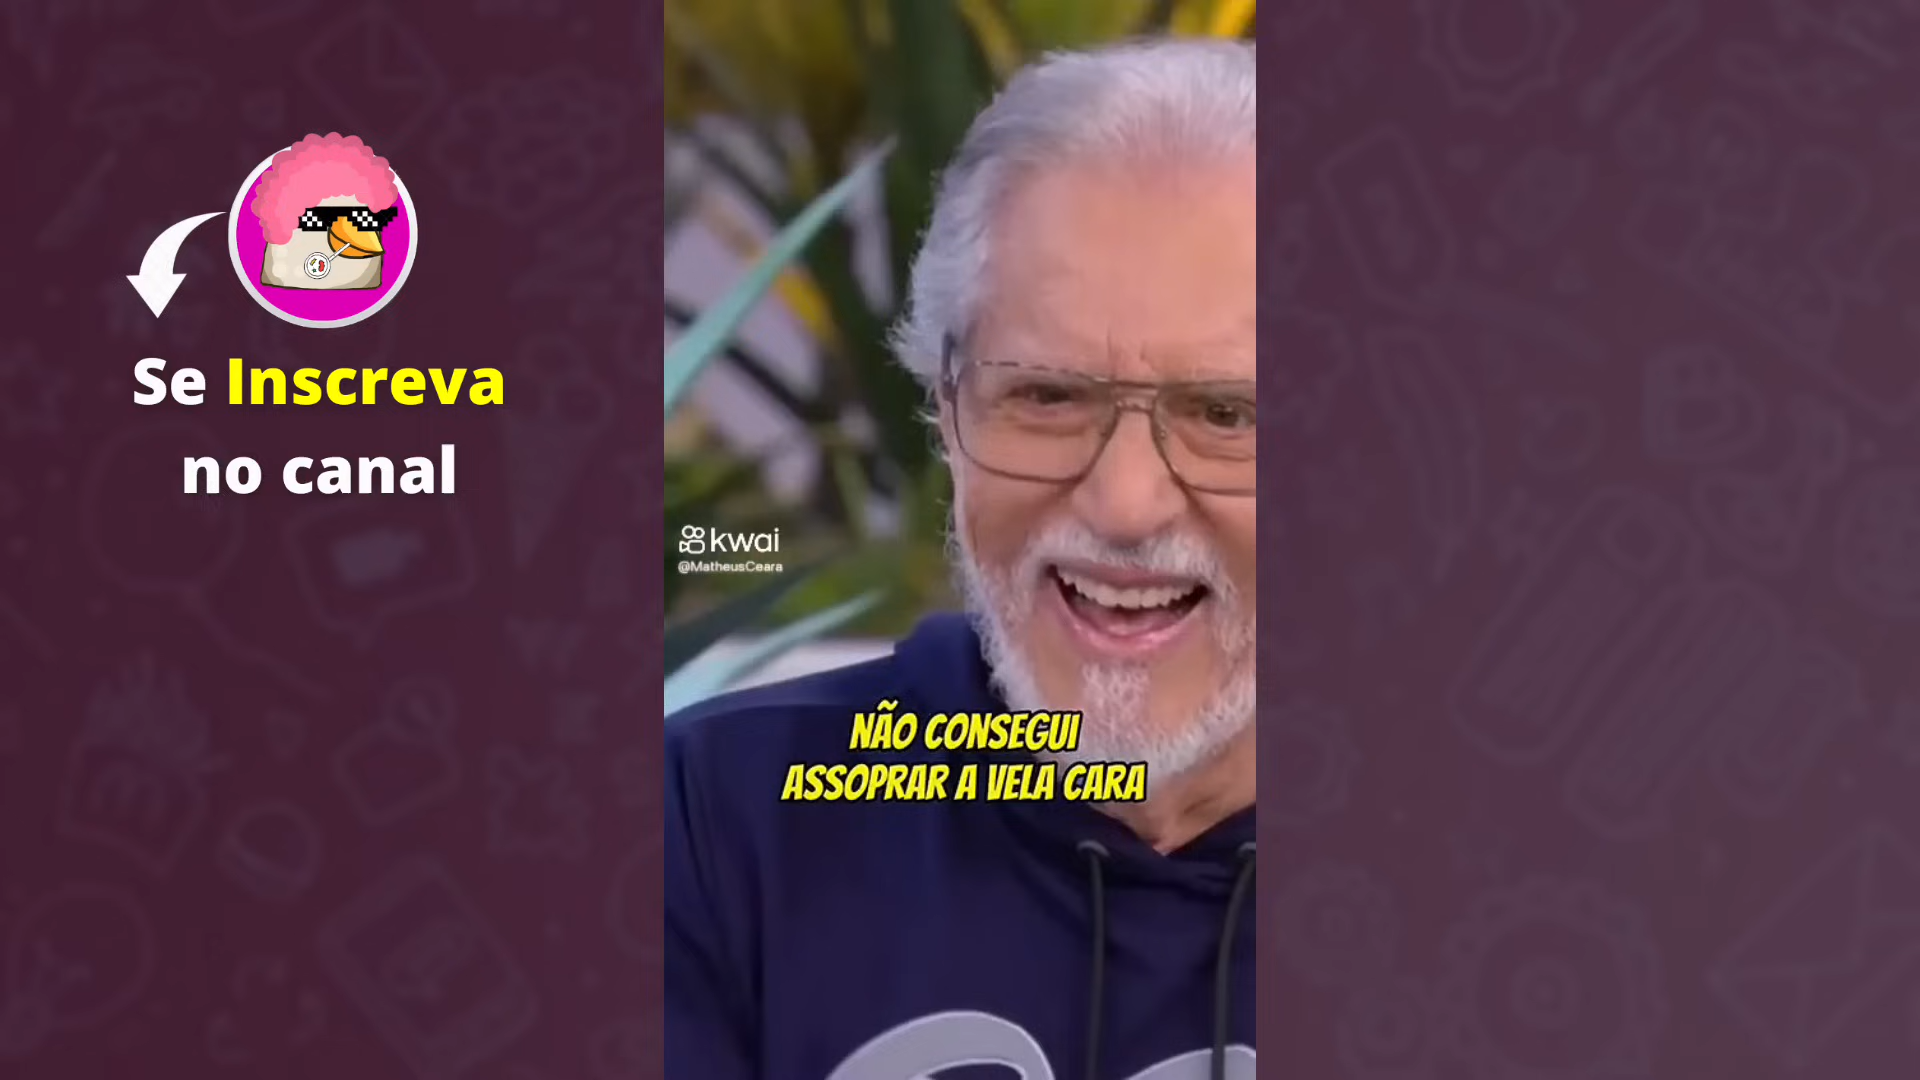 Se Inscreva
no canal
kwai
@MatheusCeara
NÃO CONSEGUI
ASSOPRAR A VELA CARA